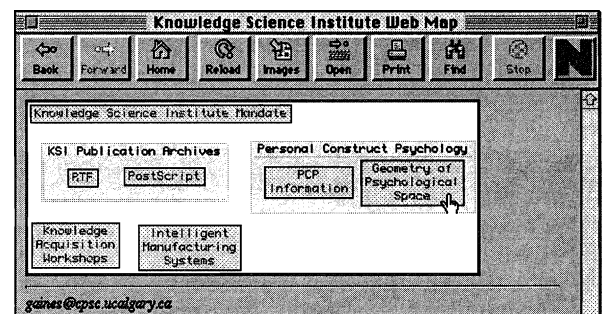 Knowledge Science Institute Web Map
Back Forward Home Reload Images Open Print Find Stop
N
Knowledge Science Institute Mandate
KSI Publication Archives
RTF PostScript
Personal Construct Psychology
PCP
Information
Geometry of
Psychological
Space
Knowledge
Acquisition
Workshops
Intelligent
Manufacturing
Systems
gaines@cpsc.ucalgary.ca